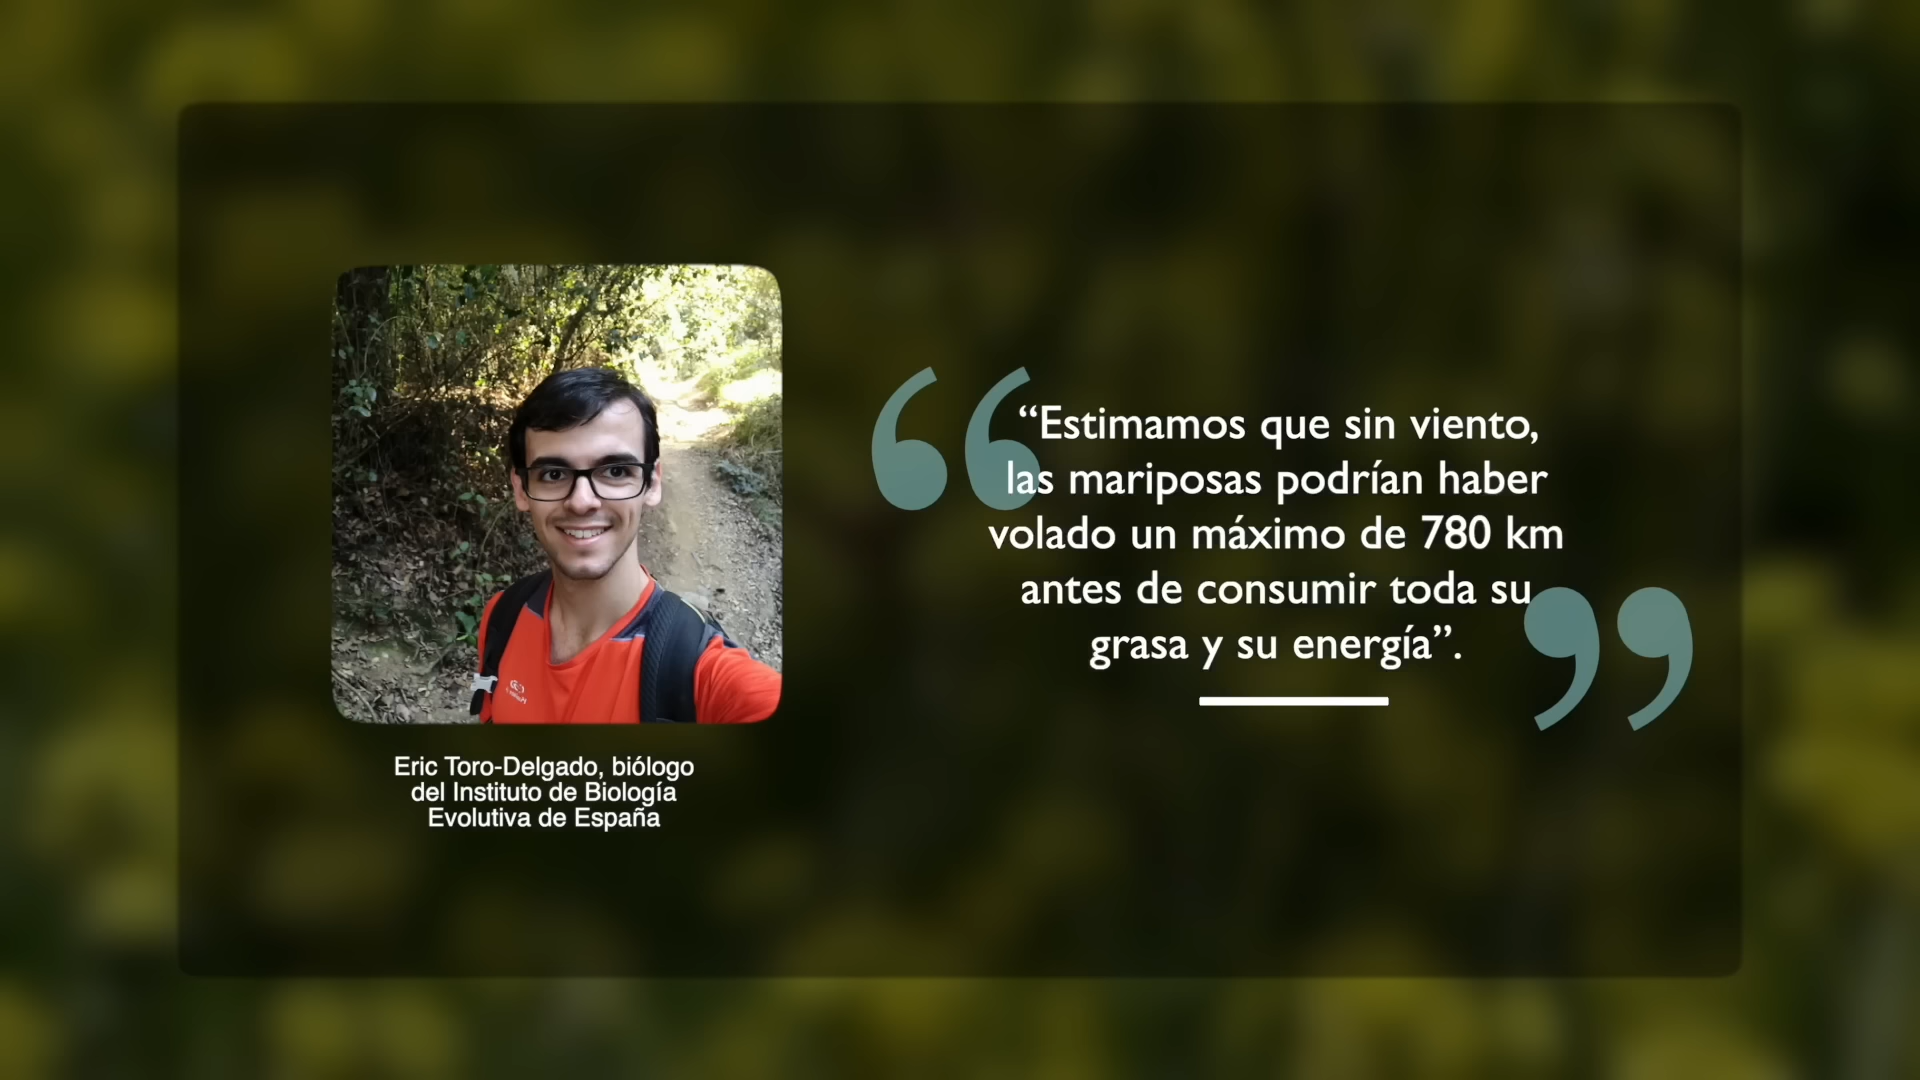 “Estimamos que sin viento,
las mariposas podrían haber
volado un máximo de 780 km
antes de consumir toda su
grasa y su energía”.
Eric Toro-Delgado, biólogo
del Instituto de Biología
Evolutiva de España